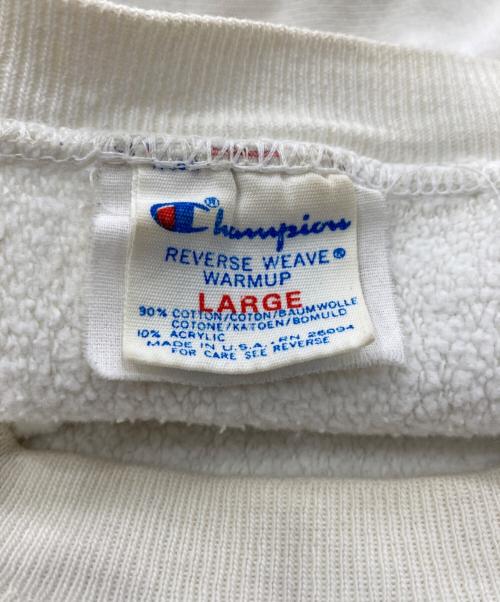 Champion®
REVERSE WEAVE®
WARMUP
LARGE
90% COTTON/COTON/BAUMWOLLE
COTONE/KATOEN/BOMULD
10% ACRYLIC
MADE IN U.S.A. RN 26094
FOR CARE SEE REVERSE